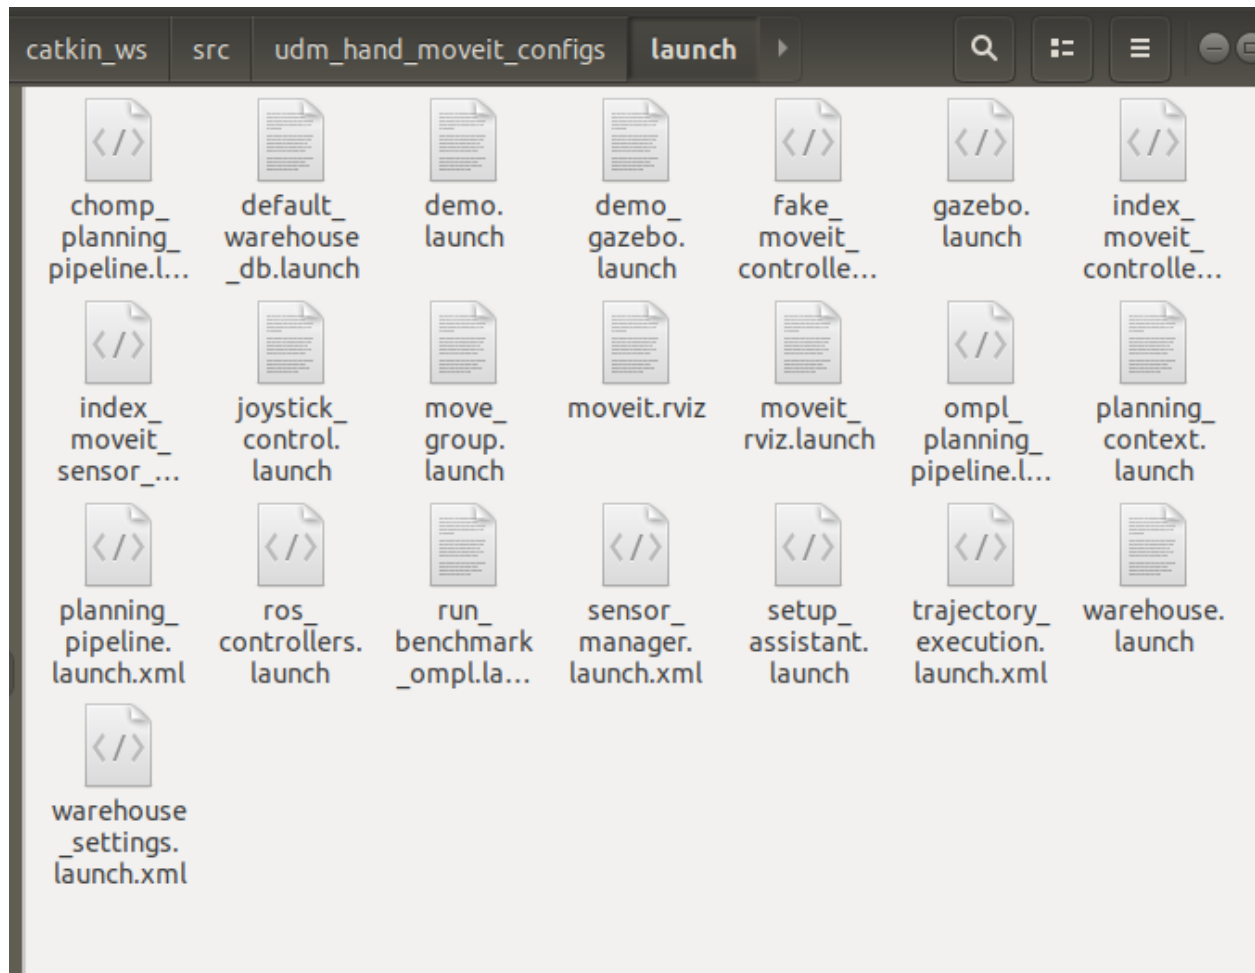 catkin_ws src udm_hand_moveit_configs launch
chomp_ default_ demo. demo_ fake_ gazebo. index_
planning_ warehouse launch gazebo. moveit_ launch moveit_
pipeline.l... _db.launch launch controlle... controlle...
index_ joystick_ move_ moveit.rviz moveit_ ompl_ planning_
moveit_ control. group. rviz.launch planning_ context.
sensor_... launch launch pipeline.l... launch
planning_ ros_ run_ sensor_ setup_ trajectory_ warehouse.
pipeline. controllers. benchmark manager. assistant. execution. launch
launch.xml launch _ompl.la... launch.xml launch launch.xml
warehouse
_settings.
launch.xml